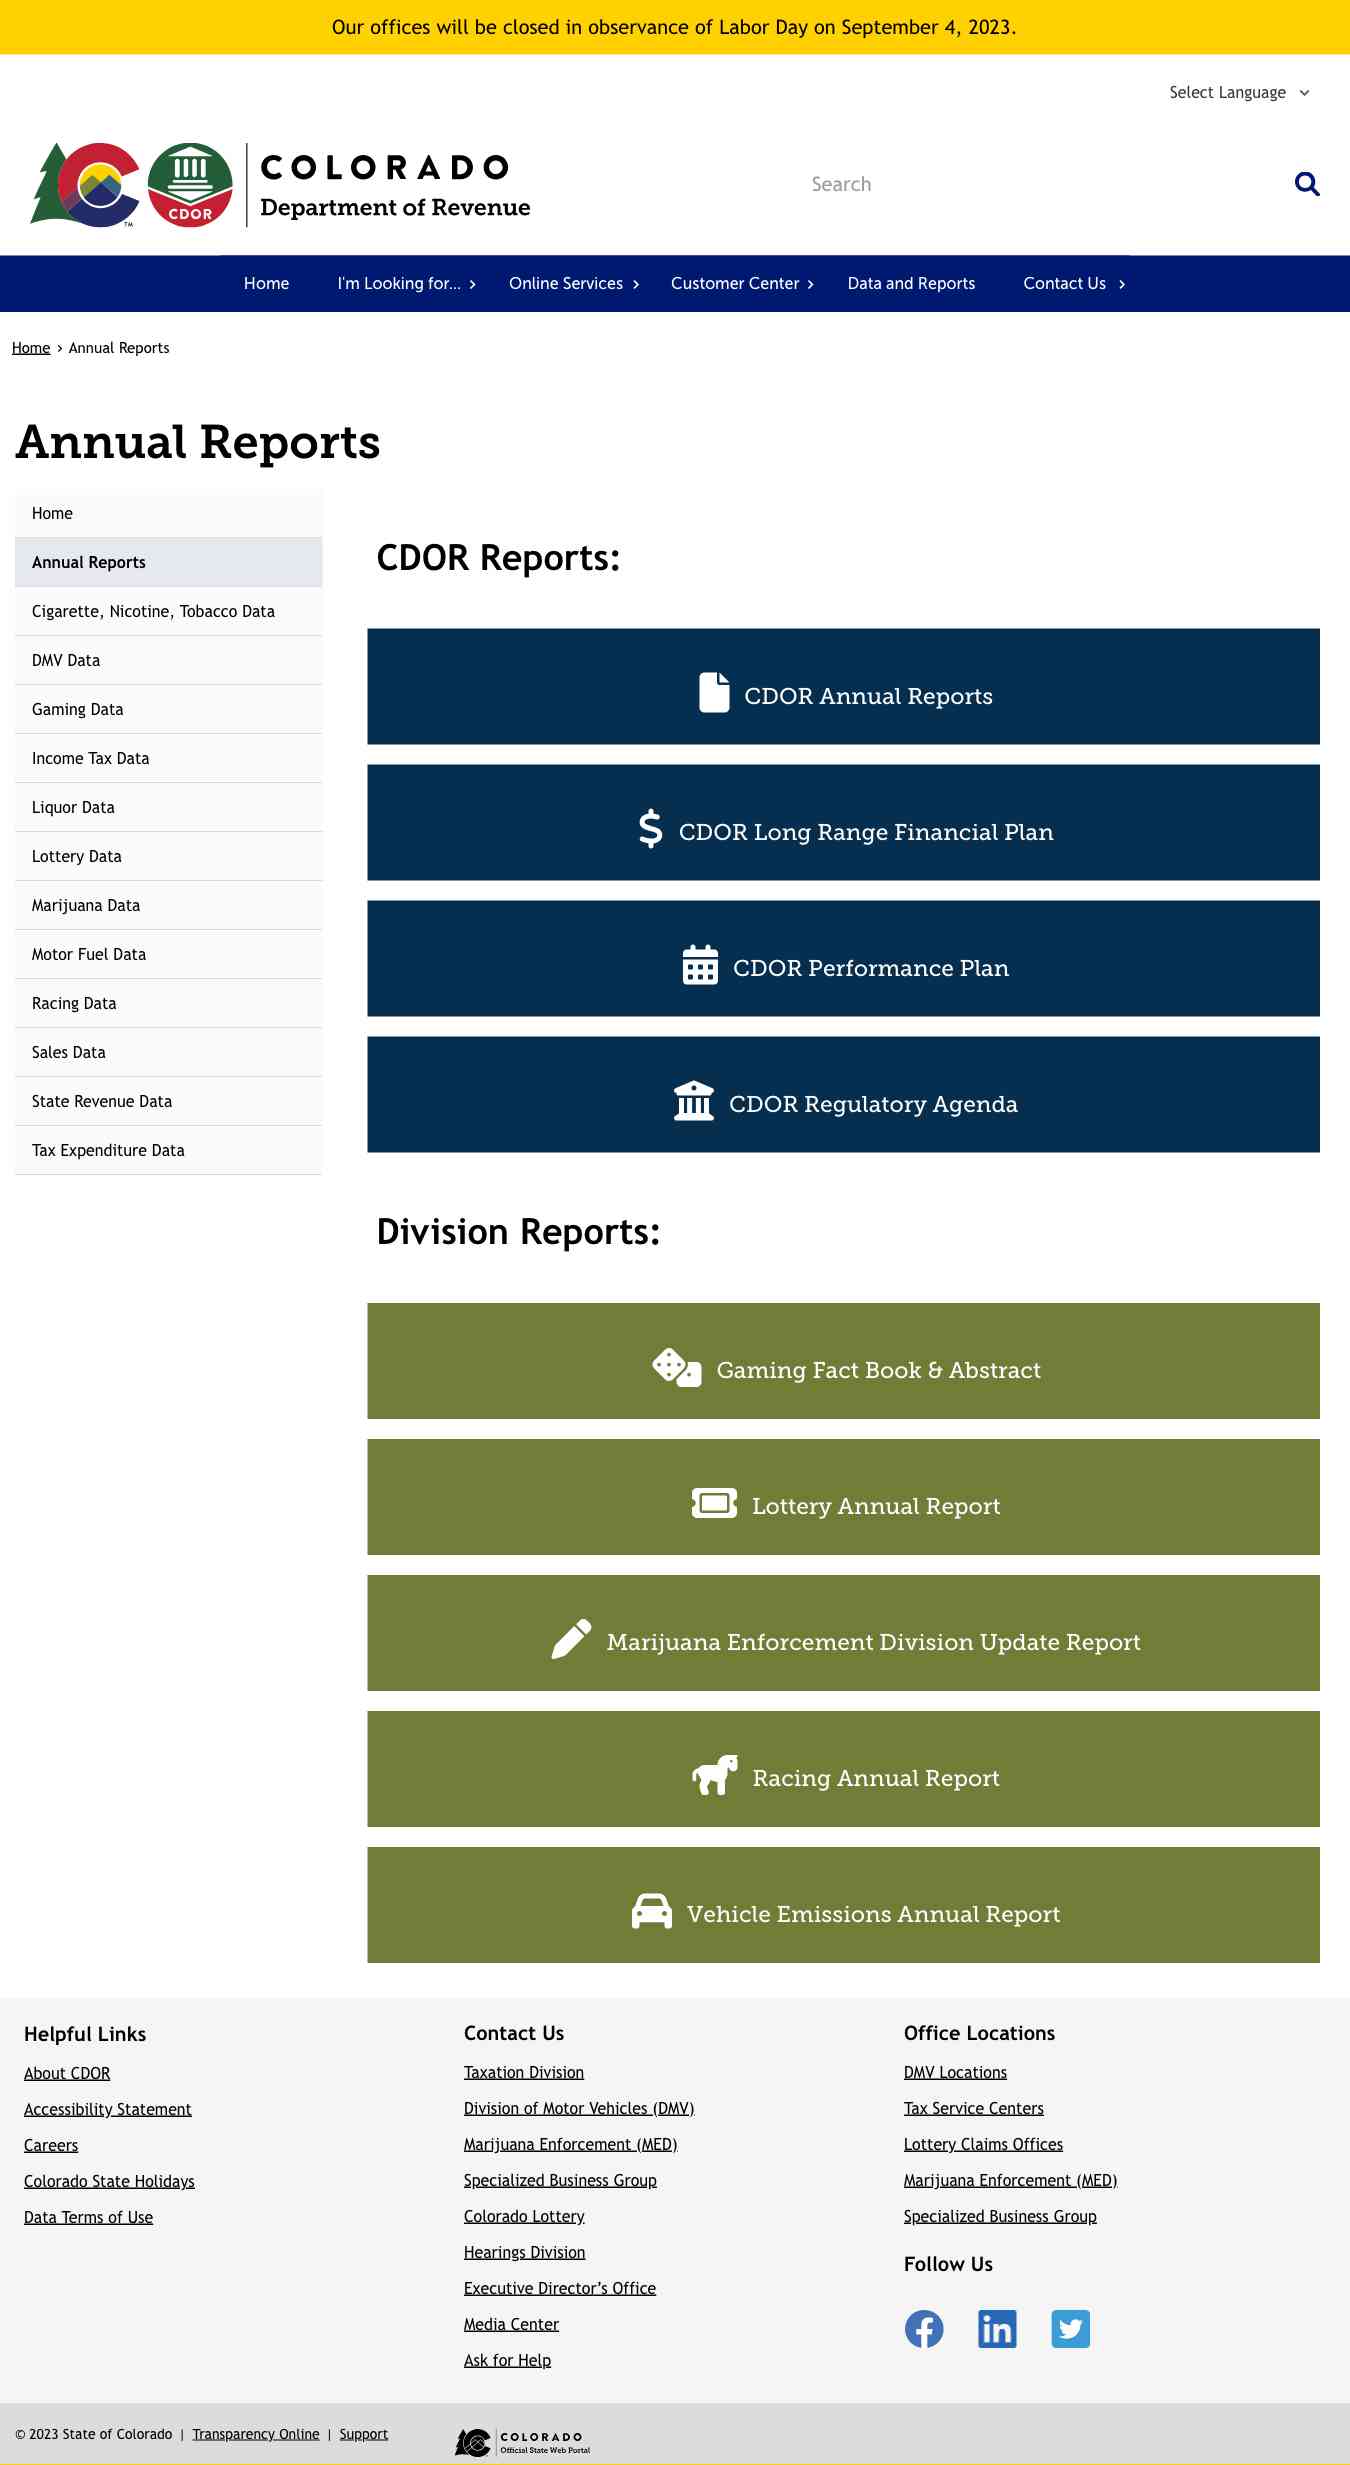 Our offices will be closed in observance of Labor Day on September 4, 2023.
Select Language
COLORADO
Department of Revenue
CDOR
TM
Search
Home
I'm Looking for...
Online Services
Customer Center
Data and Reports
Contact Us
Home › Annual Reports
Annual Reports
Home
Annual Reports
Cigarette, Nicotine, Tobacco Data
DMV Data
Gaming Data
Income Tax Data
Liquor Data
Lottery Data
Marijuana Data
Motor Fuel Data
Racing Data
Sales Data
State Revenue Data
Tax Expenditure Data
CDOR Reports:
CDOR Annual Reports
CDOR Long Range Financial Plan
CDOR Performance Plan
CDOR Regulatory Agenda
Division Reports:
Gaming Fact Book & Abstract
Lottery Annual Report
Marijuana Enforcement Division Update Report
Racing Annual Report
Vehicle Emissions Annual Report
Helpful Links
About CDOR
Accessibility Statement
Careers
Colorado State Holidays
Data Terms of Use
Contact Us
Taxation Division
Division of Motor Vehicles (DMV)
Marijuana Enforcement (MED)
Specialized Business Group
Colorado Lottery
Hearings Division
Executive Director's Office
Media Center
Ask for Help
Office Locations
DMV Locations
Tax Service Centers
Lottery Claims Offices
Marijuana Enforcement (MED)
Specialized Business Group
Follow Us
© 2023 State of Colorado | Transparency Online | Support
COLORADO
Official State Web Portal